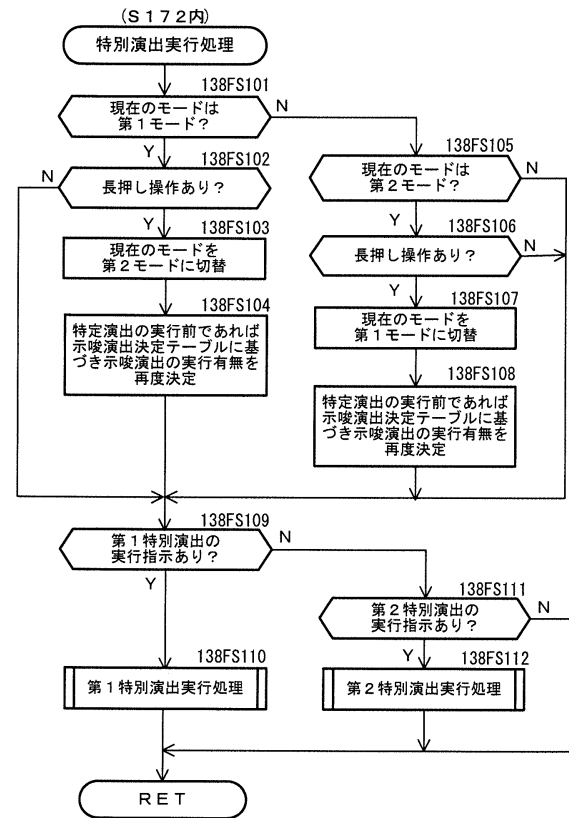 (S172内)
特別演出実行処理
138FS101
現在のモードは
第1モード?
N
Y
138FS102
長押し操作あり?
N
Y
138FS103
現在のモードを
第2モードに切替
138FS104
特定演出の実行前であれば
示唆演出決定テーブルに基
づき示唆演出の実行有無を
再度決定
138FS105
現在のモードは
第2モード?
N
Y
138FS106
長押し操作あり?
N
Y
138FS107
現在のモードを
第1モードに切替
138FS108
特定演出の実行前であれば
示唆演出決定テーブルに基
づき示唆演出の実行有無を
再度決定
138FS109
第1特別演出の
実行指示あり?
N
Y
138FS110
第1特別演出実行処理
138FS111
第2特別演出の
実行指示あり?
N
Y
138FS112
第2特別演出実行処理
RET